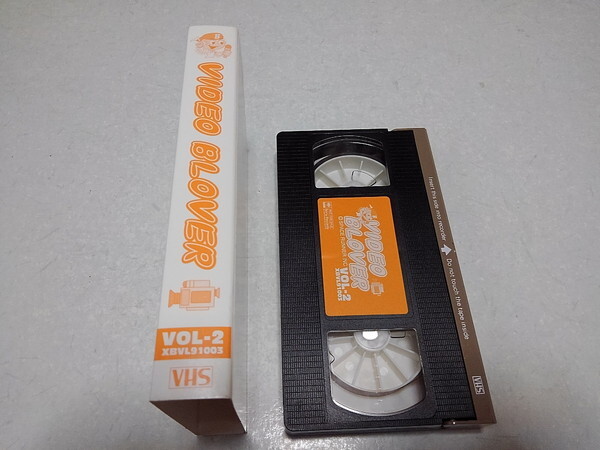 VIDEO BLOVER
VOL-2
XBVL91003
VHS
VIDEO
BLOVER
VOL-2
XBVL91003
Insert this side into recorder
Do not touch the tape inside
VHS